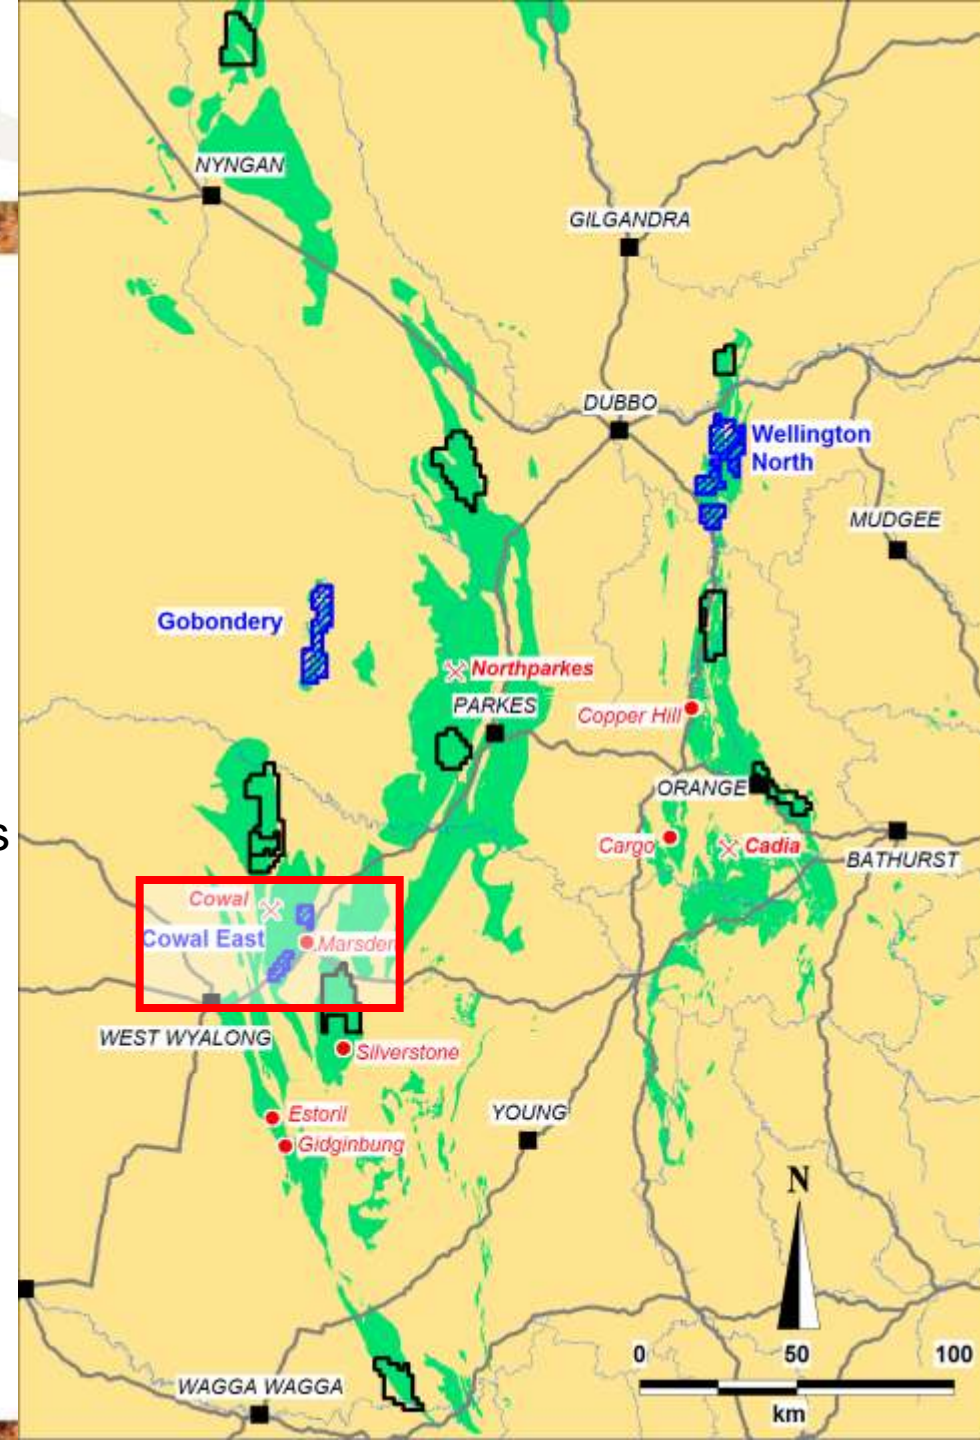 NYNGAN
GILGANDRA
DUBBO
Wellington
North
MUDGEE
Gobondery
Northparkes
PARKES
Copper Hill
ORANGE
s
Cargo
Cadia
BATHURST
Cowal
Cowal East
Marsden
WEST WYALONG
Silverstone
Estoril
YOUNG
Gidginbung
N
0 50 100
km
WAGGA WAGGA